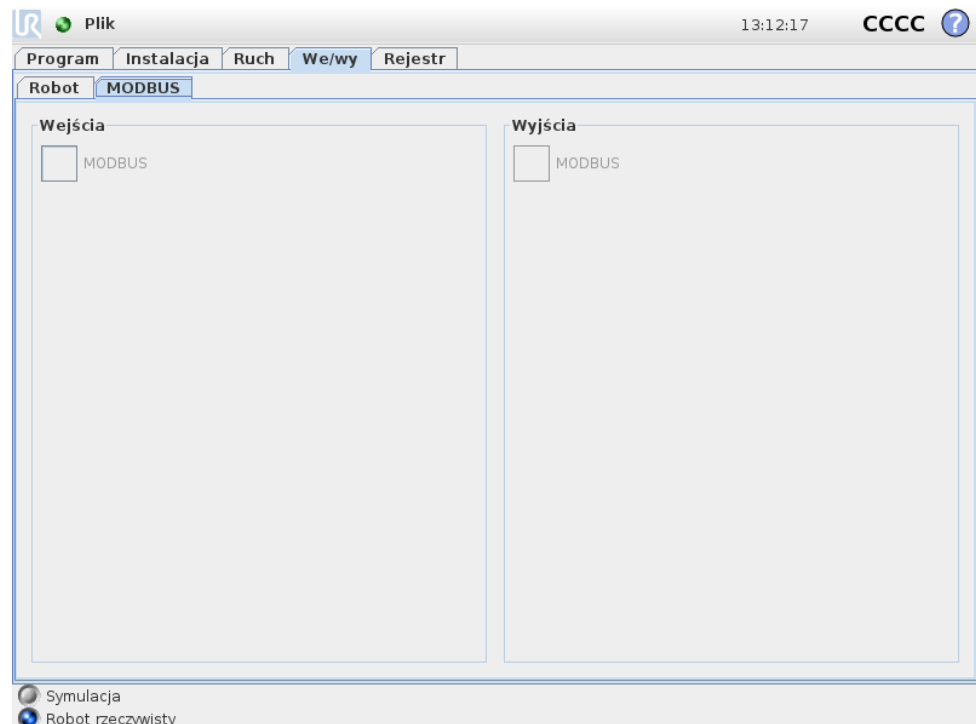 UR Plik 13:12:17 CCCC ?
Program Instalacja Ruch We/wy Rejestr
Robot MODBUS
Wejścia Wyjścia
MODBUS MODBUS
Symulacja
Robot rzeczywisty